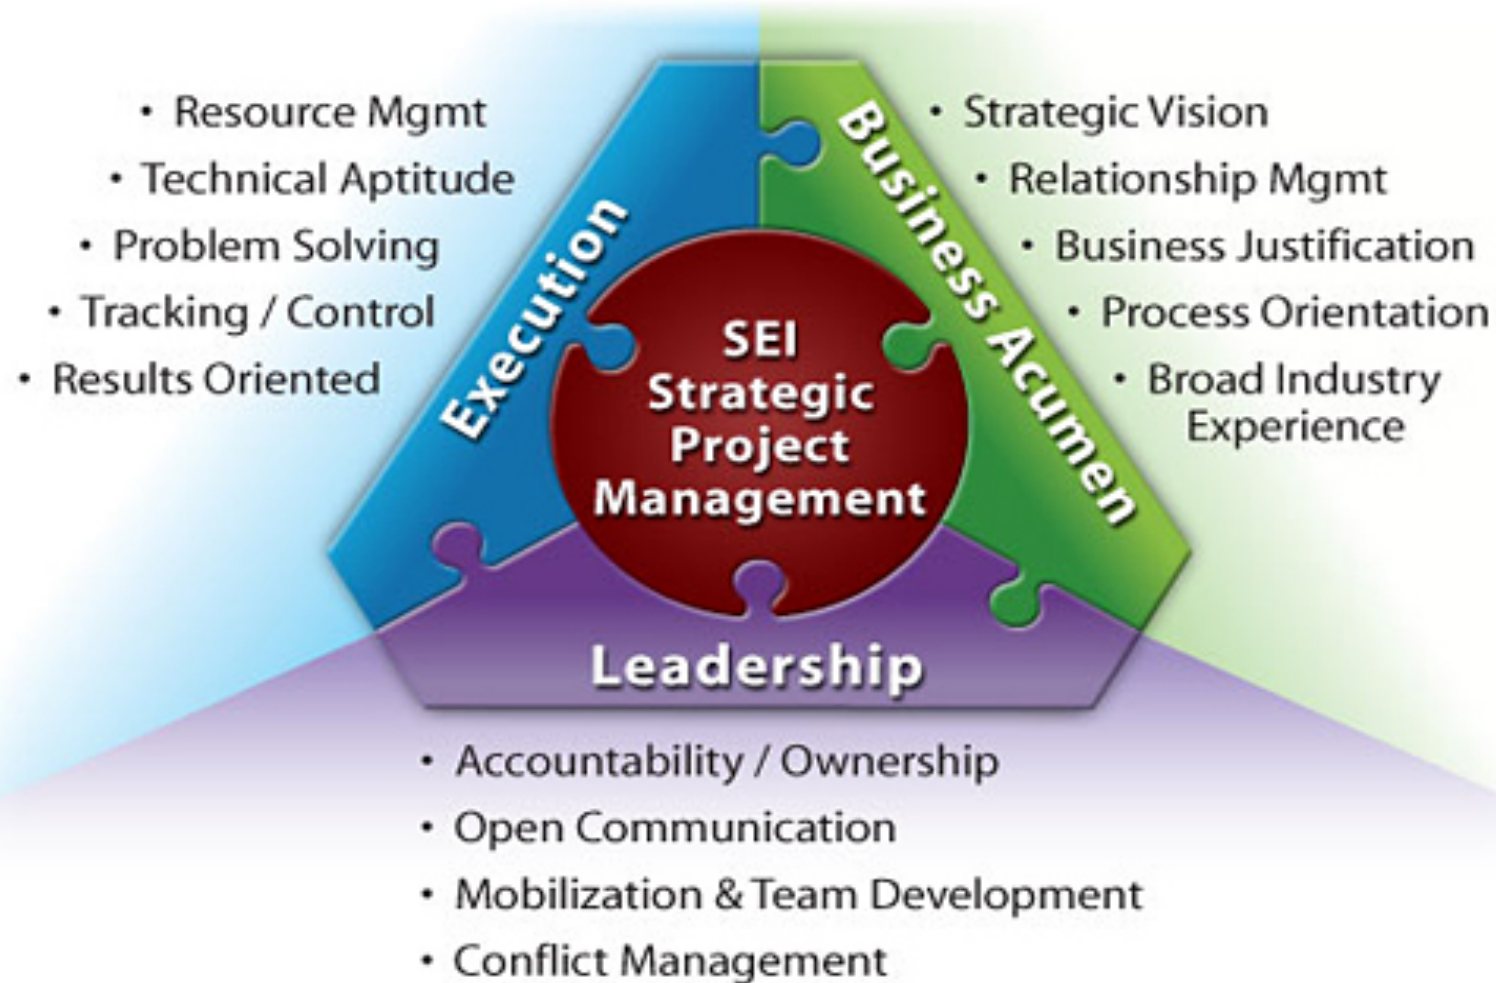 • Resource Mgmt
• Technical Aptitude
• Problem Solving
• Tracking / Control
• Results Oriented
Execution
• Strategic Vision
• Relationship Mgmt
• Business Justification
• Process Orientation
• Broad Industry
Experience
Business Acumen
SEI
Strategic
Project
Management
Leadership
• Accountability / Ownership
• Open Communication
• Mobilization & Team Development
• Conflict Management